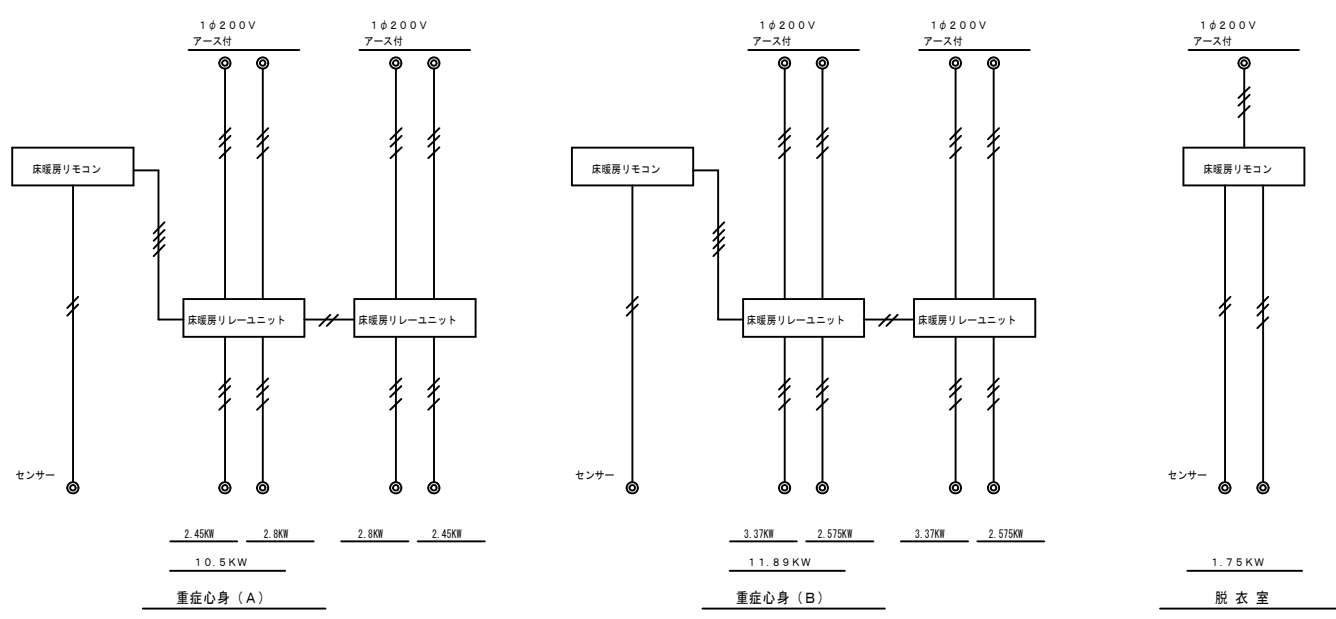 1φ200V
アース付
1φ200V
アース付
床暖房リモコン
床暖房リレーユニット
床暖房リレーユニット
センサー
2.45KW
2.8KW
2.8KW
2.45KW
10.5KW
重症心身（A）
1φ200V
アース付
1φ200V
アース付
床暖房リモコン
床暖房リレーユニット
床暖房リレーユニット
センサー
3.37KW
2.575KW
3.37KW
2.575KW
11.89KW
重症心身（B）
1φ200V
アース付
床暖房リモコン
センサー
1.75KW
脱 衣 室